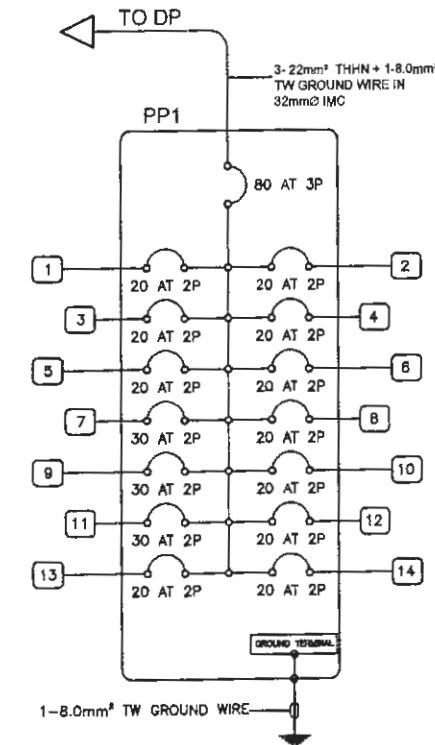 TO DP
3-22mm² THHN + 1-8.0mm²
TW GROUND WIRE IN
32mmØ IMC
PP1
80 AT 3P
1
2
20 AT 2P
20 AT 2P
3
4
20 AT 2P
20 AT 2P
5
6
20 AT 2P
20 AT 2P
7
8
30 AT 2P
20 AT 2P
9
10
30 AT 2P
20 AT 2P
11
12
30 AT 2P
20 AT 2P
13
14
20 AT 2P
20 AT 2P
GROUND TERMINAL
1-8.0mm² TW GROUND WIRE